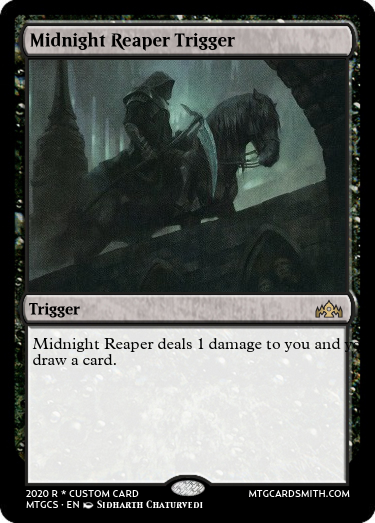 Midnight Reaper Trigger
Trigger
Midnight Reaper deals 1 damage to you and y
draw a card.
2020 R * CUSTOM CARD
MTGCS · EN SIDHARTH CHATURVEDI
MTGCARDSMITH.COM